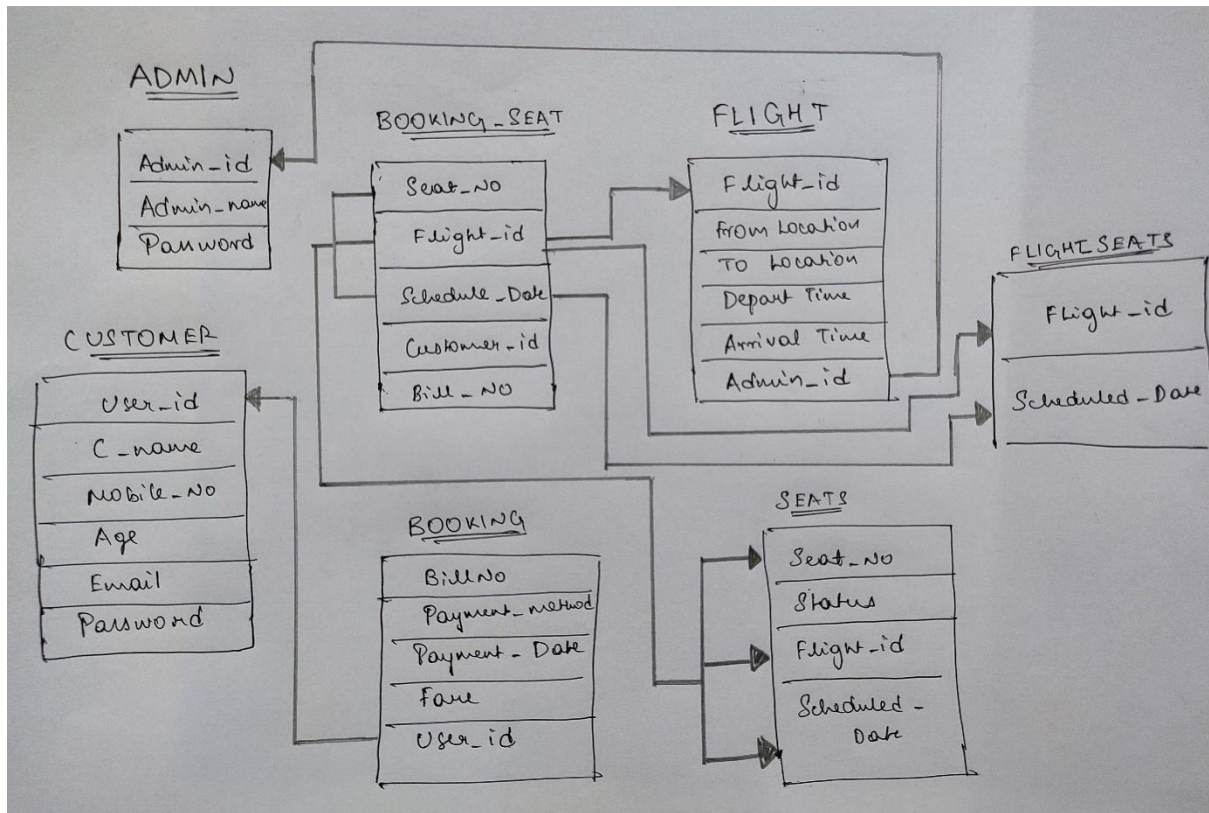 ADMIN
Admin_id
Admin_name
Password
BOOKING_SEAT
Seat_No
Flight_id
Schedule_Date
Customer_id
Bill_NO
FLIGHT
Flight_id
From Location
TO Location
Depart Time
Arrival Time
Admin_id
FLIGHT SEATS
Flight_id
Scheduled_Date
CUSTOMER
User_id
C_name
Mobile_No
Age
Email
Password
BOOKING
Bill No
Payment_method
Payment_Date
Fare
User_id
SEATS
Seat_No
Status
Flight_id
Scheduled_
Date